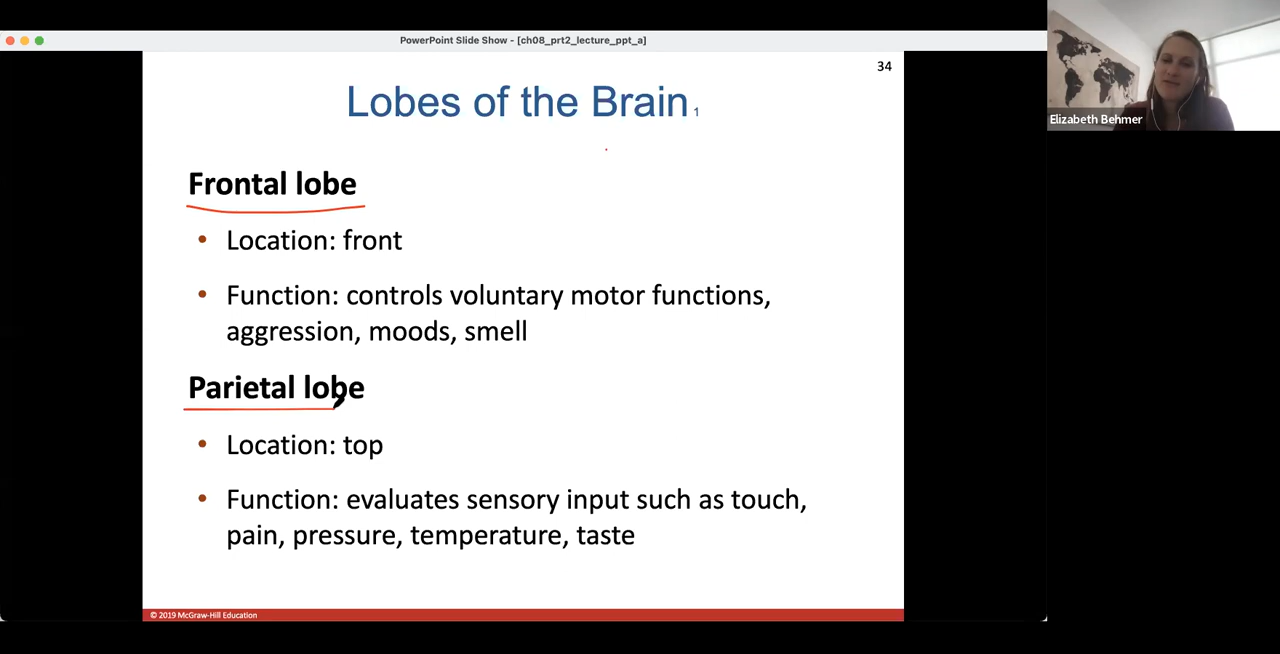 PowerPoint Slide Show - [ch08_prt2_lecture_ppt_a]
34
Lobes of the Brain 1
Elizabeth Behmer
Frontal lobe
• Location: front
• Function: controls voluntary motor functions,
aggression, moods, smell
Parietal lobe
• Location: top
• Function: evaluates sensory input such as touch,
pain, pressure, temperature, taste
© 2019 McGraw-Hill Education